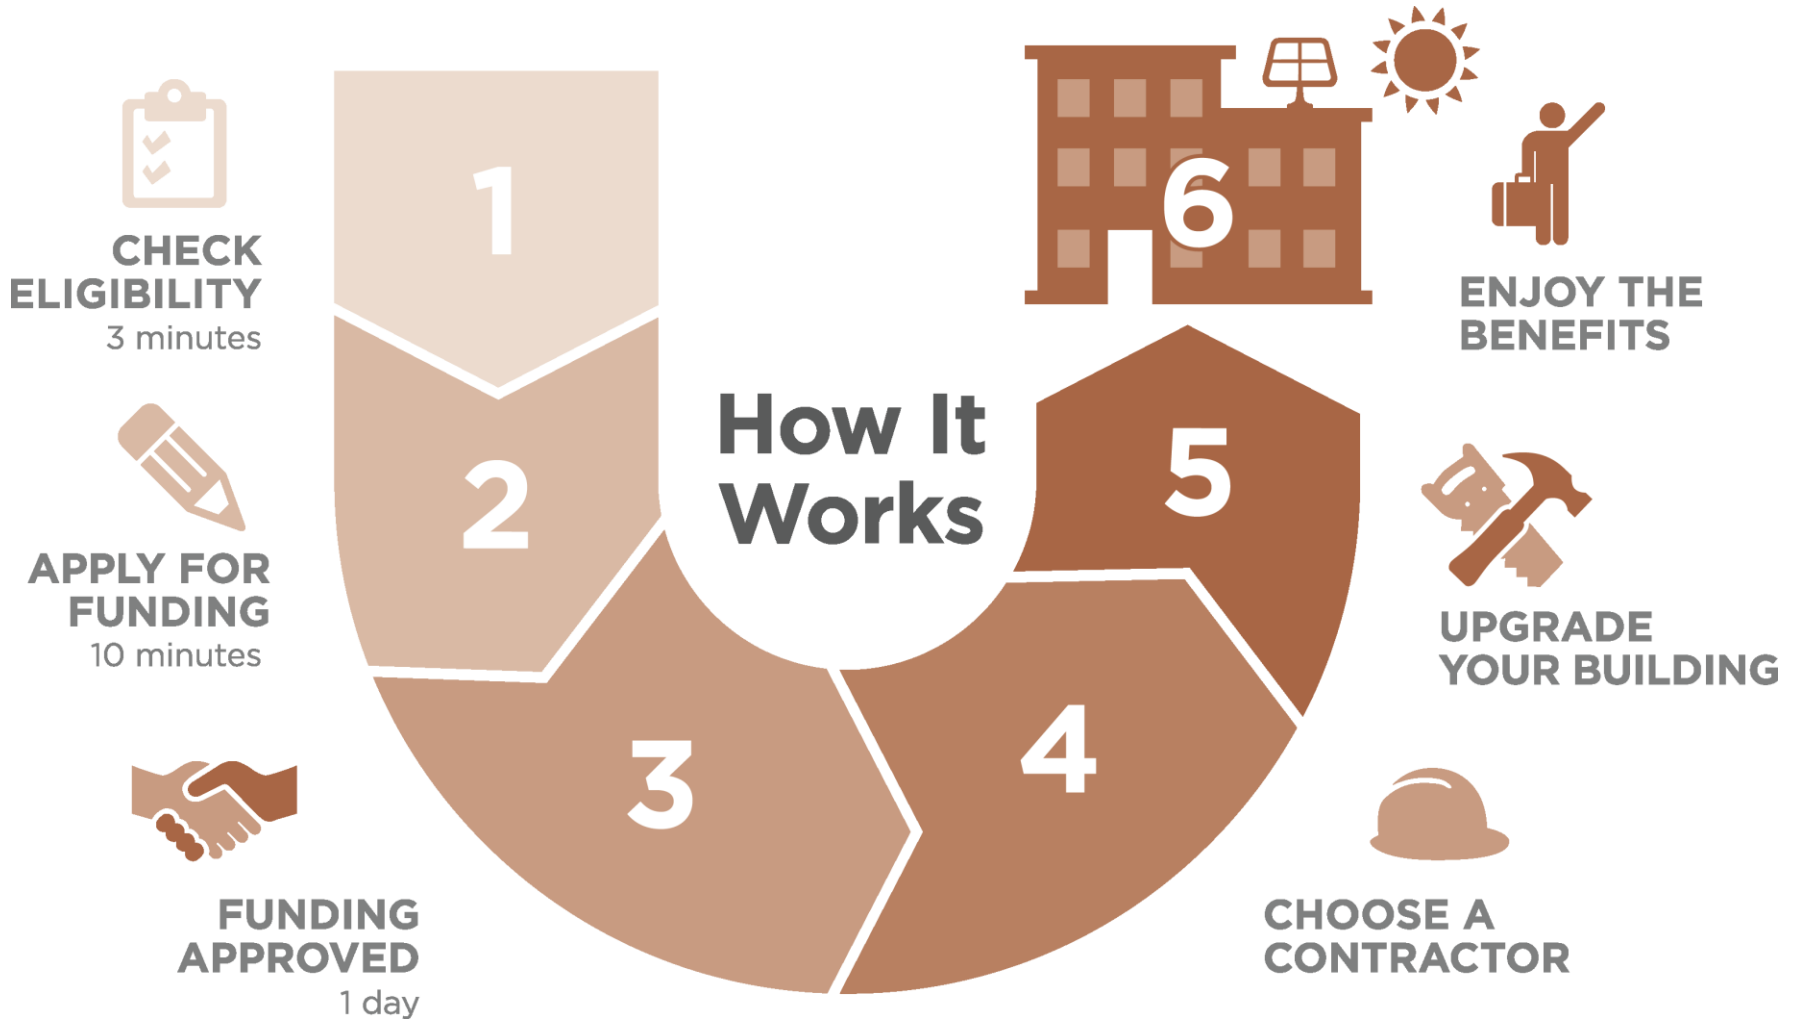 How It
Works
1
CHECK
ELIGIBILITY
3 minutes
2
APPLY FOR
FUNDING
10 minutes
3
FUNDING
APPROVED
1 day
4
CHOOSE A
CONTRACTOR
5
UPGRADE
YOUR BUILDING
6
ENJOY THE
BENEFITS